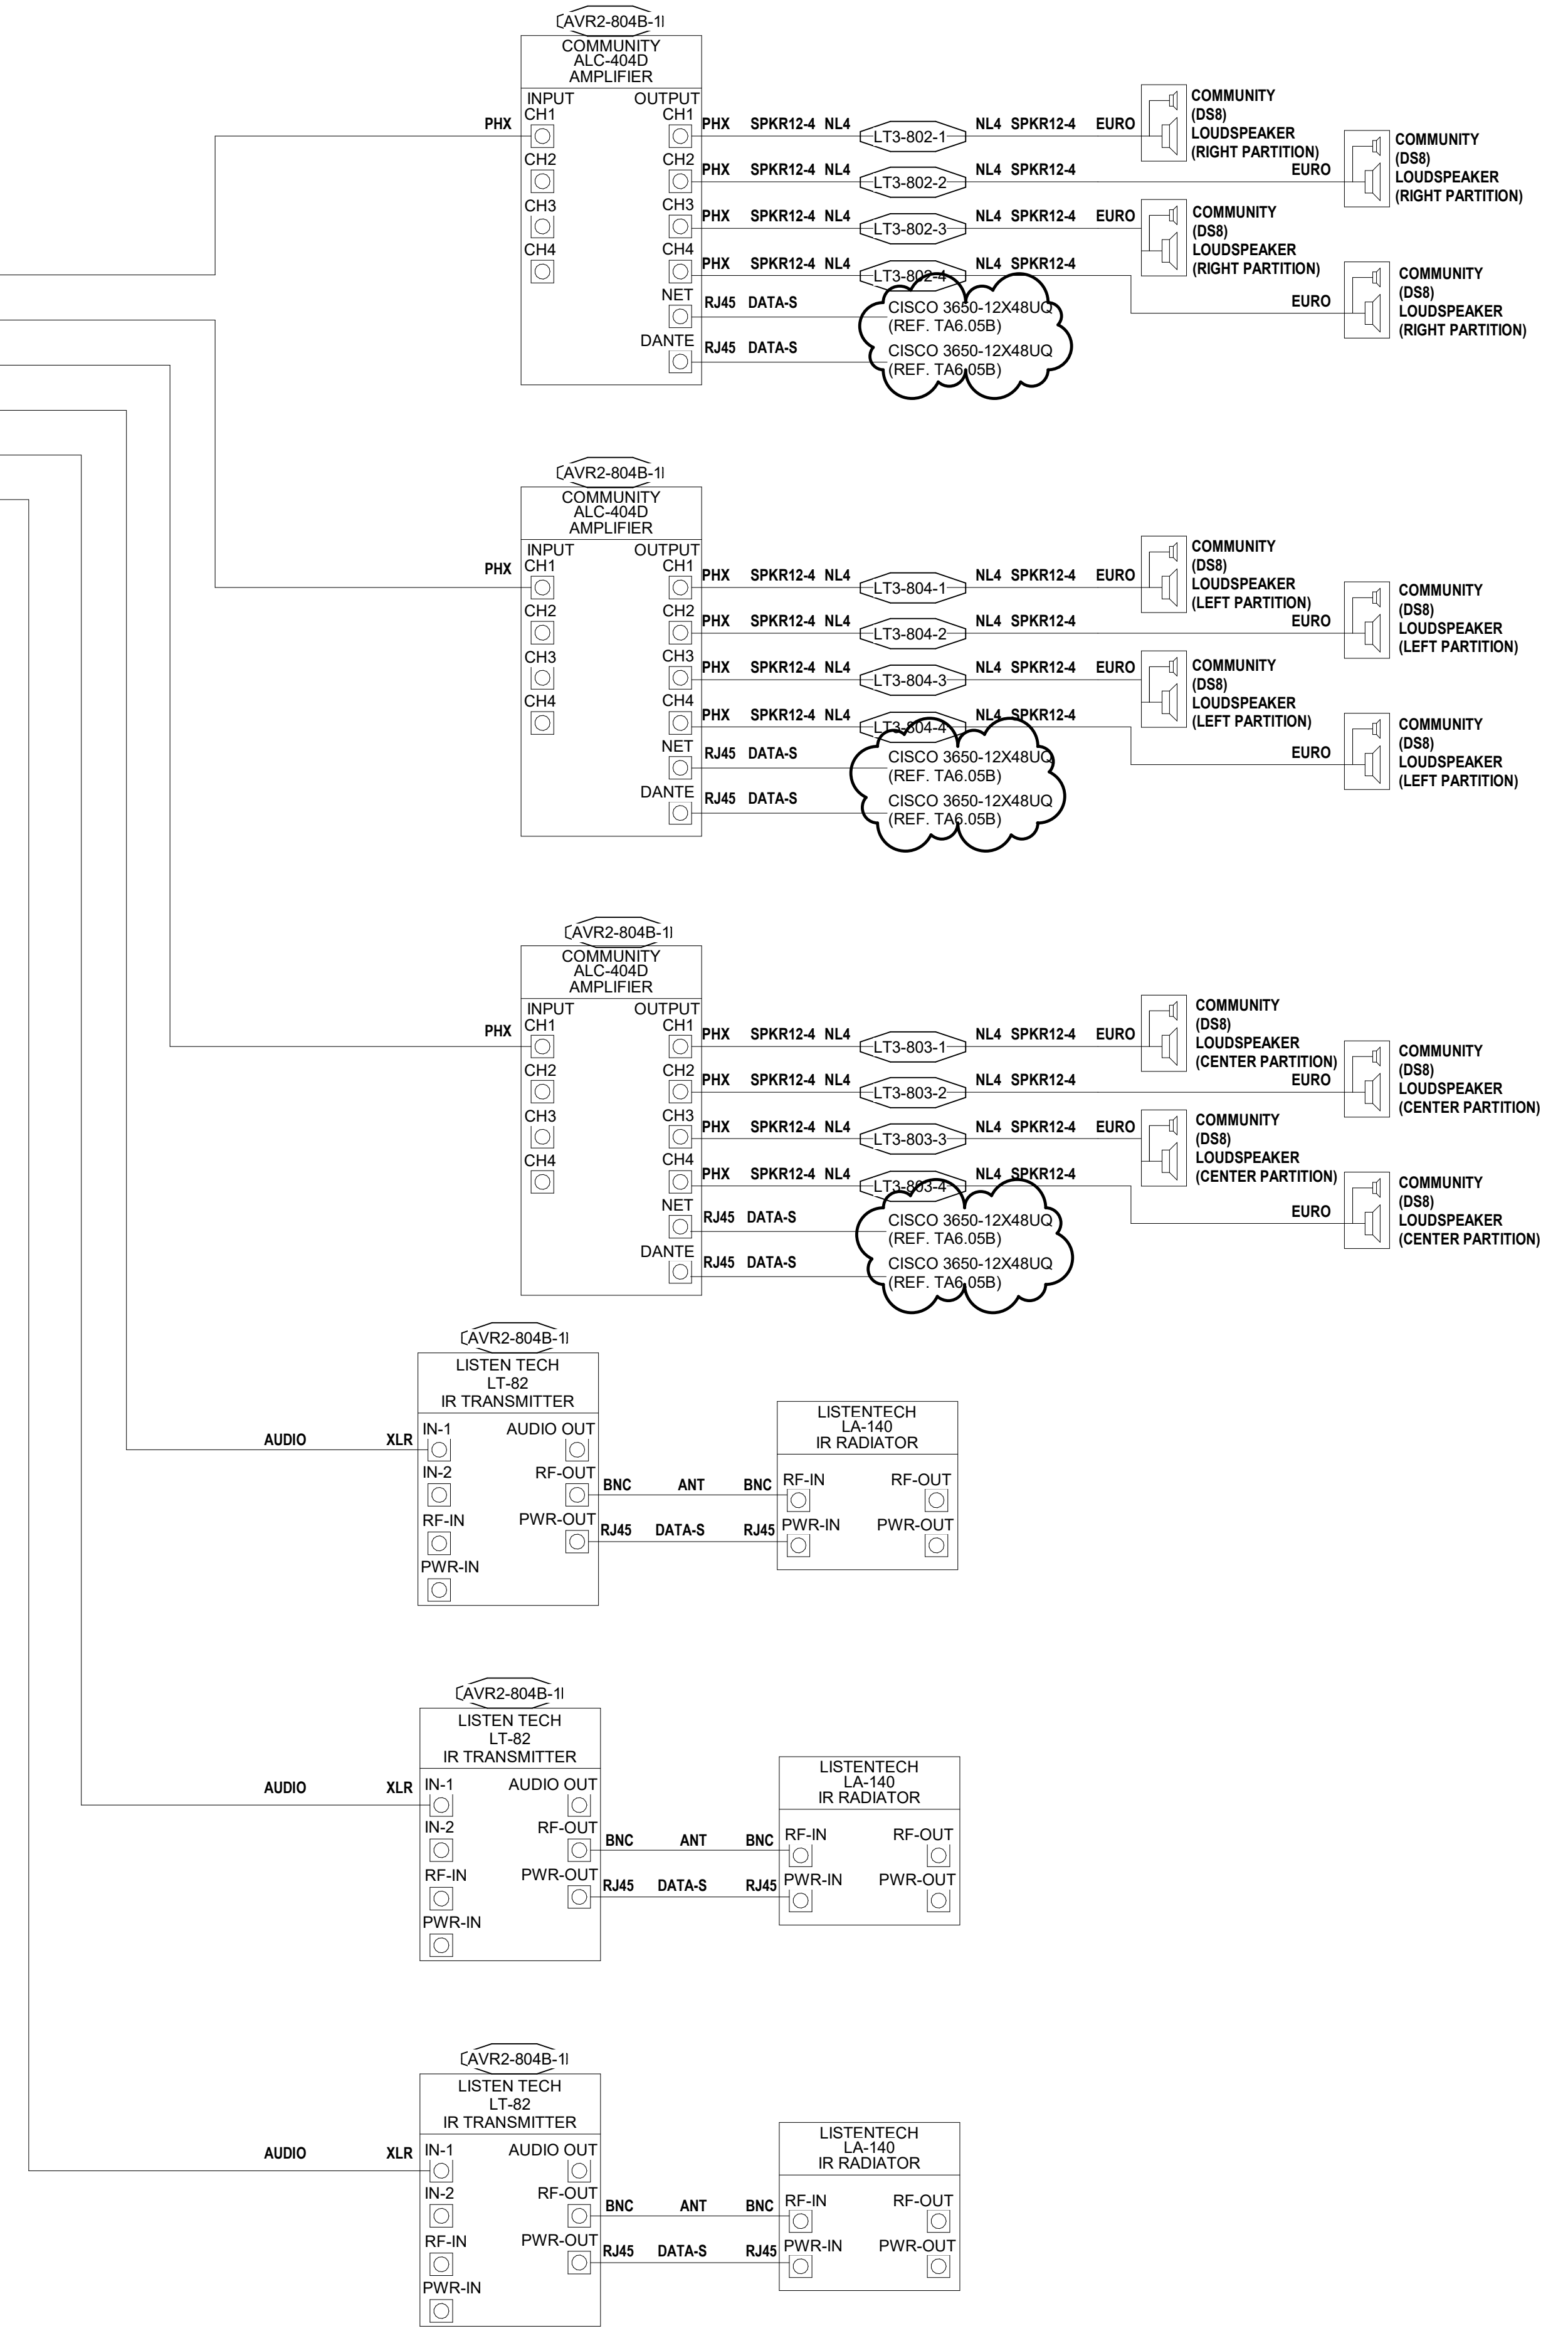 AVR2-804B-1
COMMUNITY
ALC-404D
AMPLIFIER
INPUT OUTPUT
PHX CH1 CH1 PHX SPKR12-4 NL4 LT3-802-1 NL4 SPKR12-4 EURO
COMMUNITY
(DS8)
LOUDSPEAKER
(RIGHT PARTITION)
CH2 CH2 PHX SPKR12-4 NL4 LT3-802-2 NL4 SPKR12-4 EURO
COMMUNITY
(DS8)
LOUDSPEAKER
(RIGHT PARTITION)
CH3 CH3 PHX SPKR12-4 NL4 LT3-802-3 NL4 SPKR12-4 EURO
COMMUNITY
(DS8)
LOUDSPEAKER
(RIGHT PARTITION)
CH4 CH4 PHX SPKR12-4 NL4 LT3-802-4 NL4 SPKR12-4 EURO
COMMUNITY
(DS8)
LOUDSPEAKER
(RIGHT PARTITION)
NET RJ45 DATA-S CISCO 3650-12X48UQ
(REF. TA6.05B)
DANTE RJ45 DATA-S CISCO 3650-12X48UQ
(REF. TA6.05B)
AVR2-804B-1
COMMUNITY
ALC-404D
AMPLIFIER
INPUT OUTPUT
PHX CH1 CH1 PHX SPKR12-4 NL4 LT3-804-1 NL4 SPKR12-4 EURO
COMMUNITY
(DS8)
LOUDSPEAKER
(LEFT PARTITION)
CH2 CH2 PHX SPKR12-4 NL4 LT3-804-2 NL4 SPKR12-4 EURO
COMMUNITY
(DS8)
LOUDSPEAKER
(LEFT PARTITION)
CH3 CH3 PHX SPKR12-4 NL4 LT3-804-3 NL4 SPKR12-4 EURO
COMMUNITY
(DS8)
LOUDSPEAKER
(LEFT PARTITION)
CH4 CH4 PHX SPKR12-4 NL4 LT3-804-4 NL4 SPKR12-4 EURO
COMMUNITY
(DS8)
LOUDSPEAKER
(LEFT PARTITION)
NET RJ45 DATA-S CISCO 3650-12X48UQ
(REF. TA6.05B)
DANTE RJ45 DATA-S CISCO 3650-12X48UQ
(REF. TA6.05B)
AVR2-804B-1
COMMUNITY
ALC-404D
AMPLIFIER
INPUT OUTPUT
PHX CH1 CH1 PHX SPKR12-4 NL4 LT3-803-1 NL4 SPKR12-4 EURO
COMMUNITY
(DS8)
LOUDSPEAKER
(CENTER PARTITION)
CH2 CH2 PHX SPKR12-4 NL4 LT3-803-2 NL4 SPKR12-4 EURO
COMMUNITY
(DS8)
LOUDSPEAKER
(CENTER PARTITION)
CH3 CH3 PHX SPKR12-4 NL4 LT3-803-3 NL4 SPKR12-4 EURO
COMMUNITY
(DS8)
LOUDSPEAKER
(CENTER PARTITION)
CH4 CH4 PHX SPKR12-4 NL4 LT3-803-4 NL4 SPKR12-4 EURO
COMMUNITY
(DS8)
LOUDSPEAKER
(CENTER PARTITION)
NET RJ45 DATA-S CISCO 3650-12X48UQ
(REF. TA6.05B)
DANTE RJ45 DATA-S CISCO 3650-12X48UQ
(REF. TA6.05B)
AVR2-804B-1
LISTEN TECH
LT-82
IR TRANSMITTER
AUDIO XLR IN-1 AUDIO OUT
IN-2 RF-OUT BNC ANT BNC
RF-IN PWR-OUT RJ45 DATA-S RJ45
PWR-IN
LISTENTECH
LA-140
IR RADIATOR
RF-IN RF-OUT
PWR-IN PWR-OUT
AVR2-804B-1
LISTEN TECH
LT-82
IR TRANSMITTER
AUDIO XLR IN-1 AUDIO OUT
IN-2 RF-OUT BNC ANT BNC
RF-IN PWR-OUT RJ45 DATA-S RJ45
PWR-IN
LISTENTECH
LA-140
IR RADIATOR
RF-IN RF-OUT
PWR-IN PWR-OUT
AVR2-804B-1
LISTEN TECH
LT-82
IR TRANSMITTER
AUDIO XLR IN-1 AUDIO OUT
IN-2 RF-OUT BNC ANT BNC
RF-IN PWR-OUT RJ45 DATA-S RJ45
PWR-IN
LISTENTECH
LA-140
IR RADIATOR
RF-IN RF-OUT
PWR-IN PWR-OUT